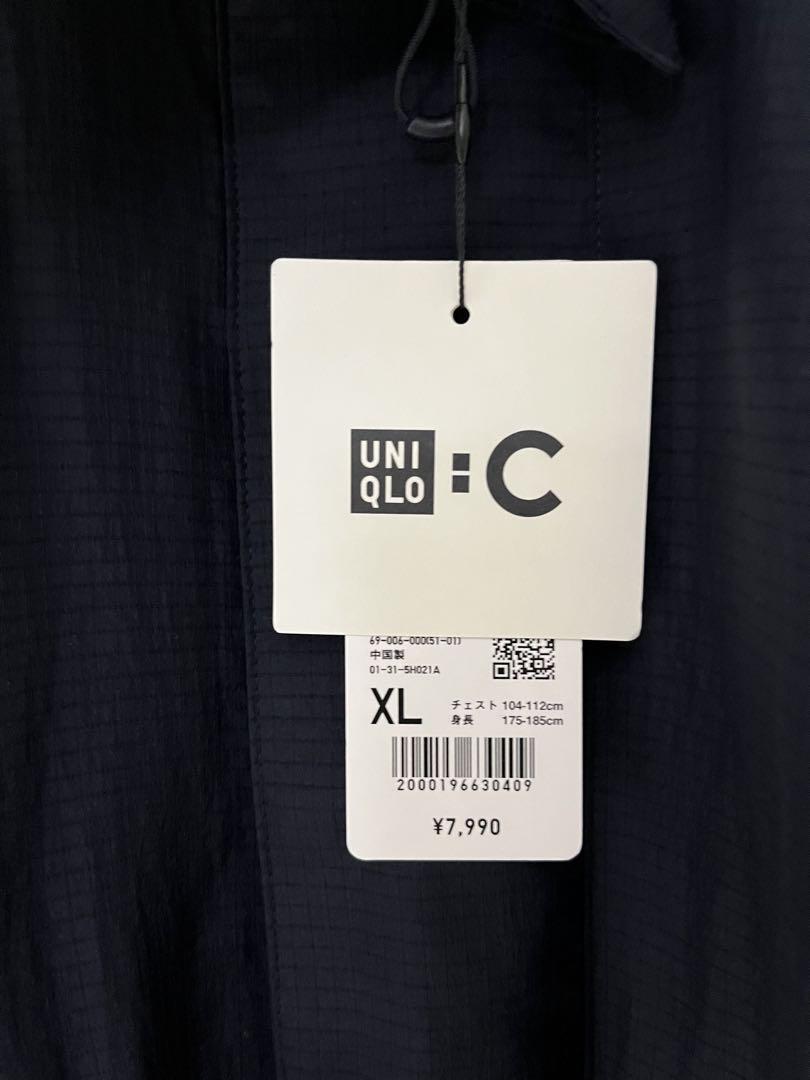 UNI
QLO : C
69-006-000(51-01)
中国製
01-31-5H021A
XL
チェスト 104-112cm
身長 175-185cm
2000196630409
¥7,990